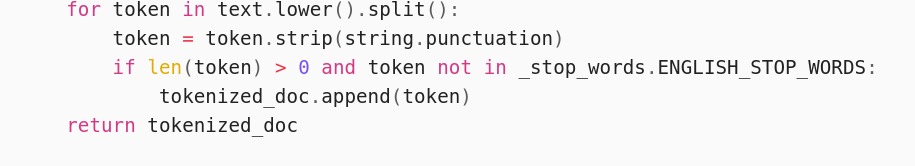 for token in text.lower().split():
    token = token.strip(string.punctuation)
    if len(token) > 0 and token not in _stop_words.ENGLISH_STOP_WORDS:
        tokenized_doc.append(token)
return tokenized_doc